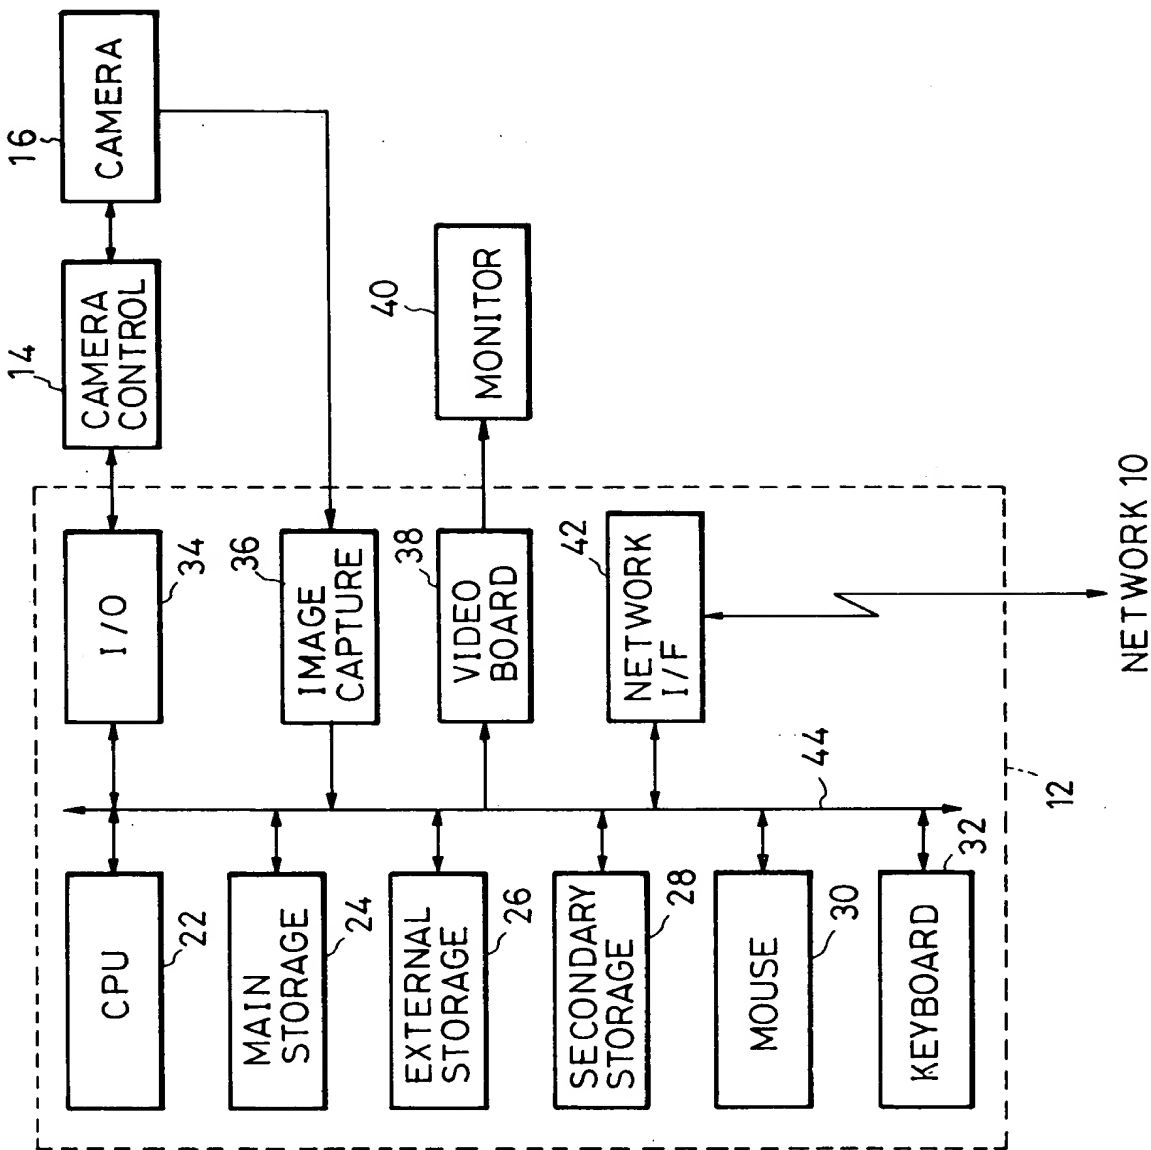 16
CAMERA
14
CAMERA
CONTROL
40
MONITOR
I/O
34
36
IMAGE
CAPTURE
38
VIDEO
BOARD
42
NETWORK
I/F
NETWORK 10
44
12
CPU
22
MAIN
STORAGE
24
EXTERNAL
STORAGE
26
SECONDARY
STORAGE
28
MOUSE
30
KEYBOARD
32